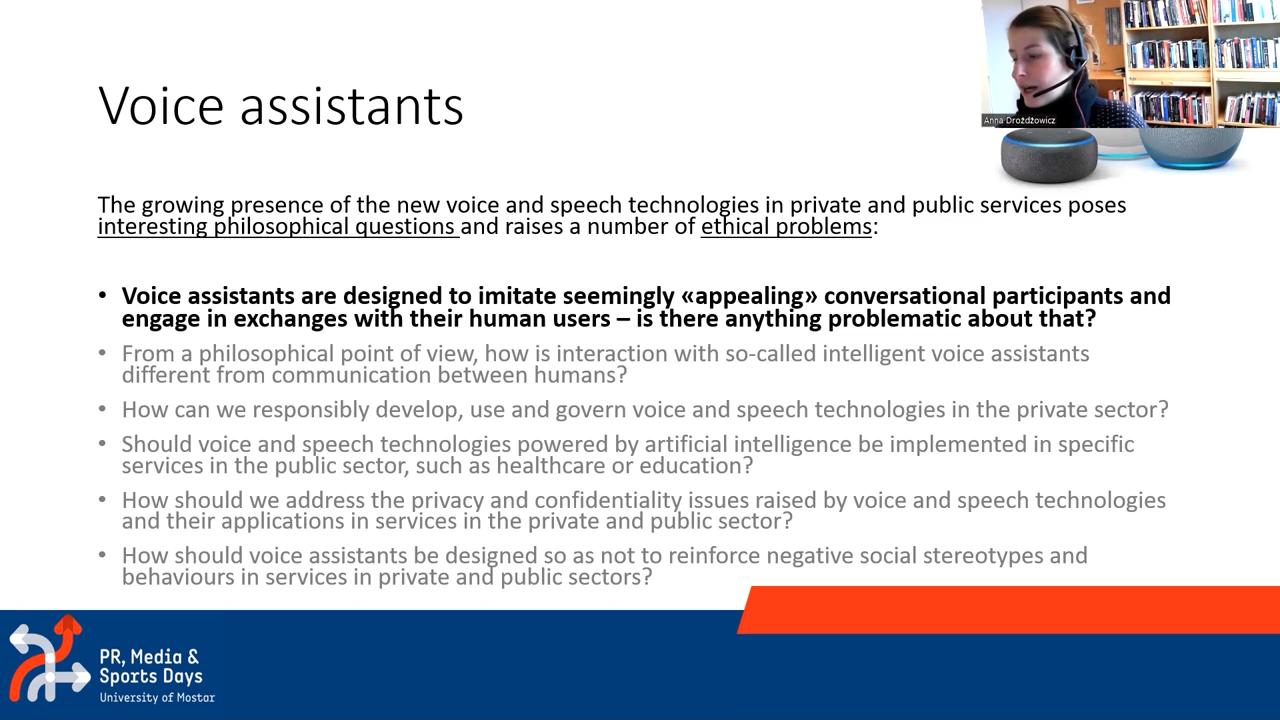 Voice assistants
Anna Drożdżowicz
The growing presence of the new voice and speech technologies in private and public services poses
interesting philosophical questions and raises a number of ethical problems:
• Voice assistants are designed to imitate seemingly «appealing» conversational participants and
engage in exchanges with their human users – is there anything problematic about that?
• From a philosophical point of view, how is interaction with so-called intelligent voice assistants
different from communication between humans?
• How can we responsibly develop, use and govern voice and speech technologies in the private sector?
• Should voice and speech technologies powered by artificial intelligence be implemented in specific
services in the public sector, such as healthcare or education?
• How should we address the privacy and confidentiality issues raised by voice and speech technologies
and their applications in services in the private and public sector?
• How should voice assistants be designed so as not to reinforce negative social stereotypes and
behaviours in services in private and public sectors?
PR, Media &
Sports Days
University of Mostar